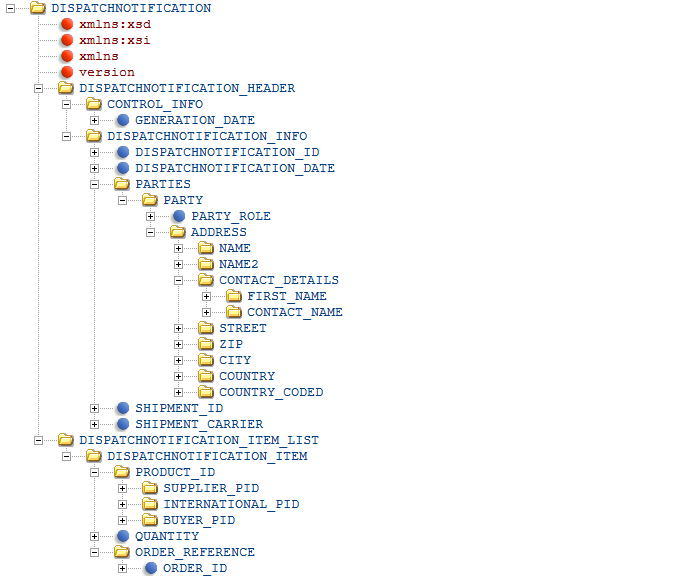 DISPATCHNOTIFICATION
xmlns:xsd
xmlns:xsi
xmlns
version
DISPATCHNOTIFICATION_HEADER
CONTROL_INFO
GENERATION_DATE
DISPATCHNOTIFICATION_INFO
DISPATCHNOTIFICATION_ID
DISPATCHNOTIFICATION_DATE
PARTIES
PARTY
PARTY_ROLE
ADDRESS
NAME
NAME2
CONTACT_DETAILS
FIRST_NAME
CONTACT_NAME
STREET
ZIP
CITY
COUNTRY
COUNTRY_CODED
SHIPMENT_ID
SHIPMENT_CARRIER
DISPATCHNOTIFICATION_ITEM_LIST
DISPATCHNOTIFICATION_ITEM
PRODUCT_ID
SUPPLIER_PID
INTERNATIONAL_PID
BUYER_PID
QUANTITY
ORDER_REFERENCE
ORDER_ID